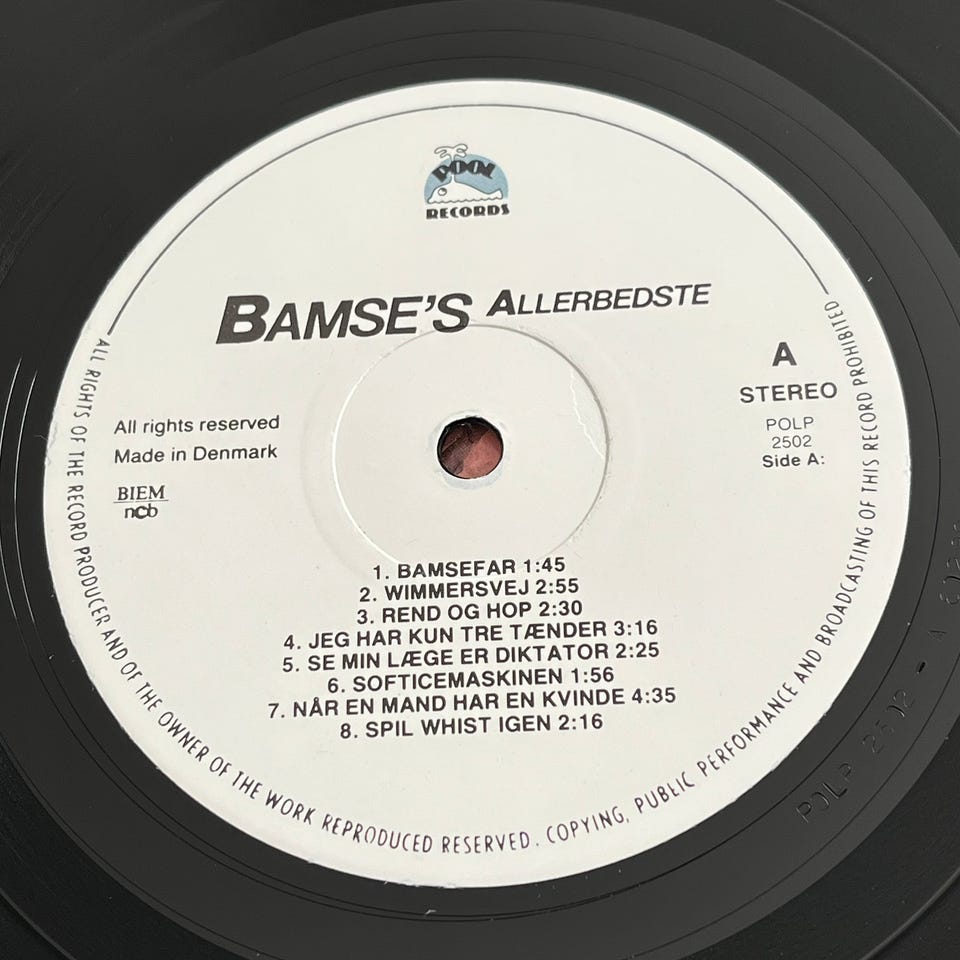 POOL
RECORDS
BAMSE'S ALLERBEDSTE
A
STEREO
POLP
2502
Side A:
All rights reserved
Made in Denmark
BIEM
ncb
1. BAMSEFAR 1:45
2. WIMMERSVEJ 2:55
3. REND OG HOP 2:30
4. JEG HAR KUN TRE TÆNDER 3:16
5. SE MIN LÆGE ER DIKTATOR 2:25
6. SOFTICEMASKINEN 1:56
7. NÅR EN MAND HAR EN KVINDE 4:35
8. SPIL WHIST IGEN 2:16
ALL RIGHTS OF THE RECORD PRODUCER AND OF THE OWNER OF THE WORK REPRODUCED RESERVED. COPYING, PUBLIC PERFORMANCE AND BROADCASTING OF THIS RECORD PROHIBITED
POLP 2502 - A